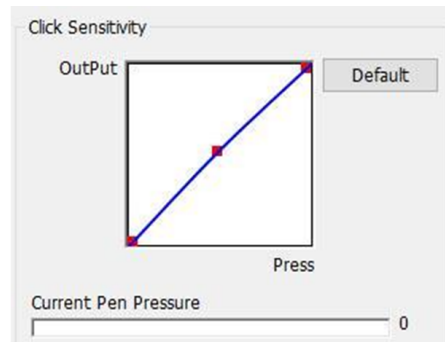 Click Sensitivity
OutPut
Default
Press
Current Pen Pressure
0